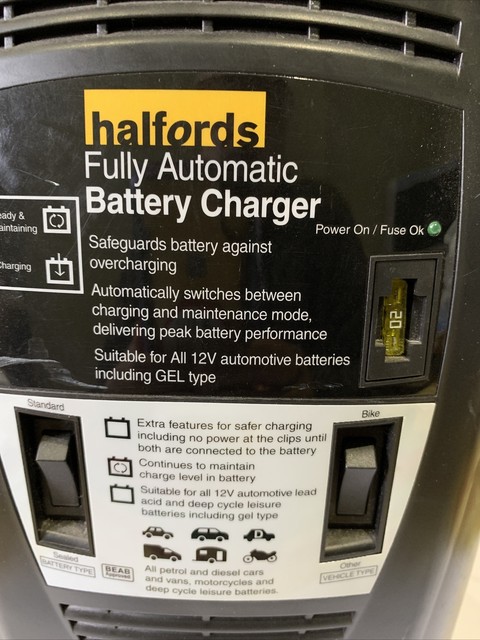 halfords
Fully Automatic
Battery Charger
Power On / Fuse Ok
eady &
aintaining
Charging
Safeguards battery against
overcharging
Automatically switches between
charging and maintenance mode,
delivering peak battery performance
Suitable for All 12V automotive batteries
including GEL type
20
Standard
Bike
Extra features for safer charging
including no power at the clips until
both are connected to the battery
Continues to maintain
charge level in battery
Suitable for all 12V automotive lead
acid and deep cycle leisure
batteries including gel type
D
Sealed
BATTERY TYPE
BEAB
Approved
All petrol and diesel cars
and vans, motorcycles and
deep cycle leisure batteries.
Other
VEHICLE TYPE